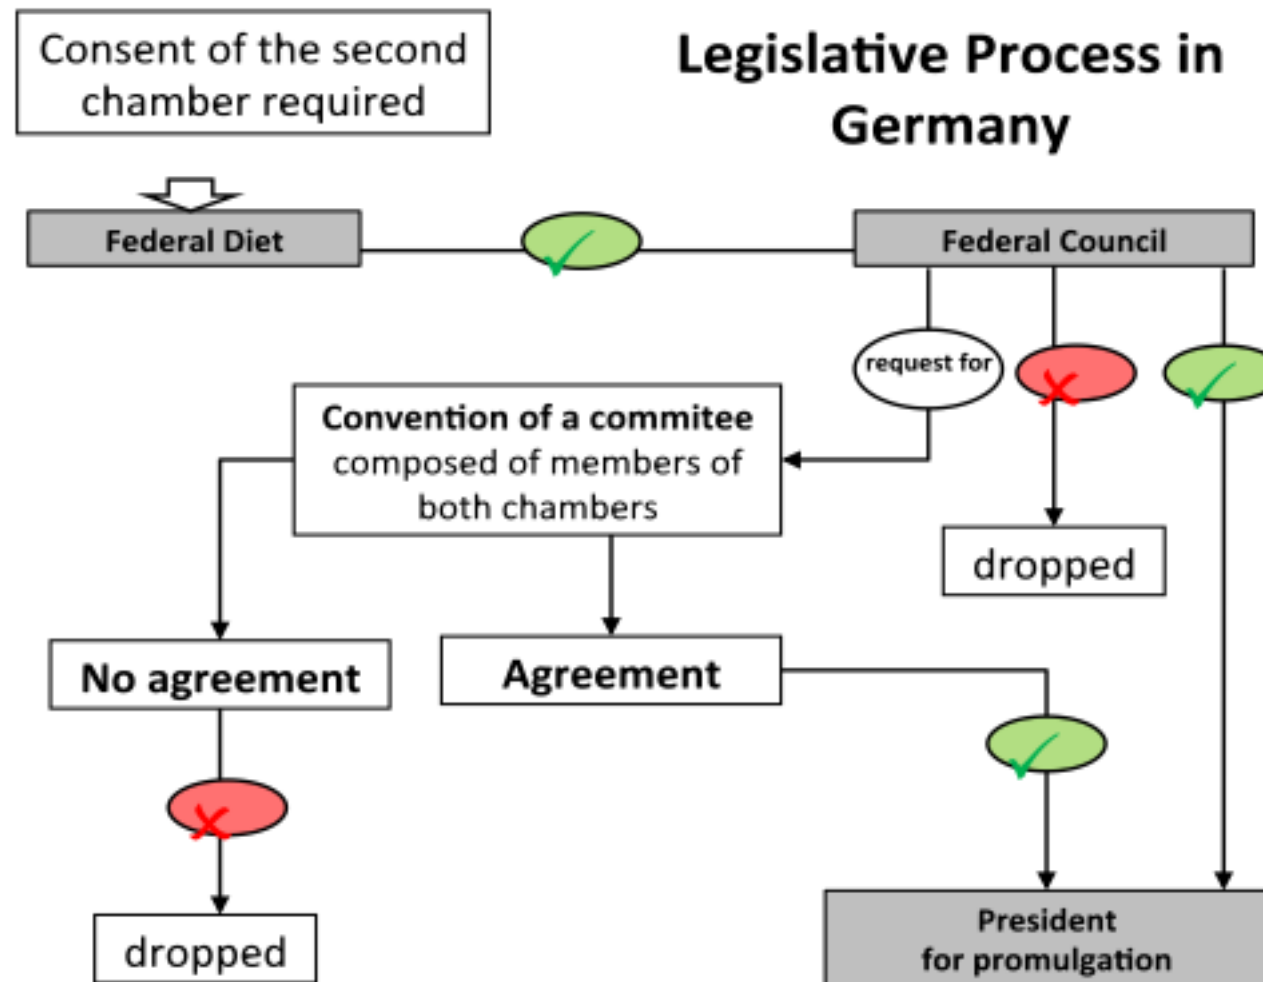 Consent of the second
chamber required
Legislative Process in
Germany
Federal Diet
Federal Council
request for
Convention of a commitee
composed of members of
both chambers
dropped
No agreement
Agreement
dropped
President
for promulgation